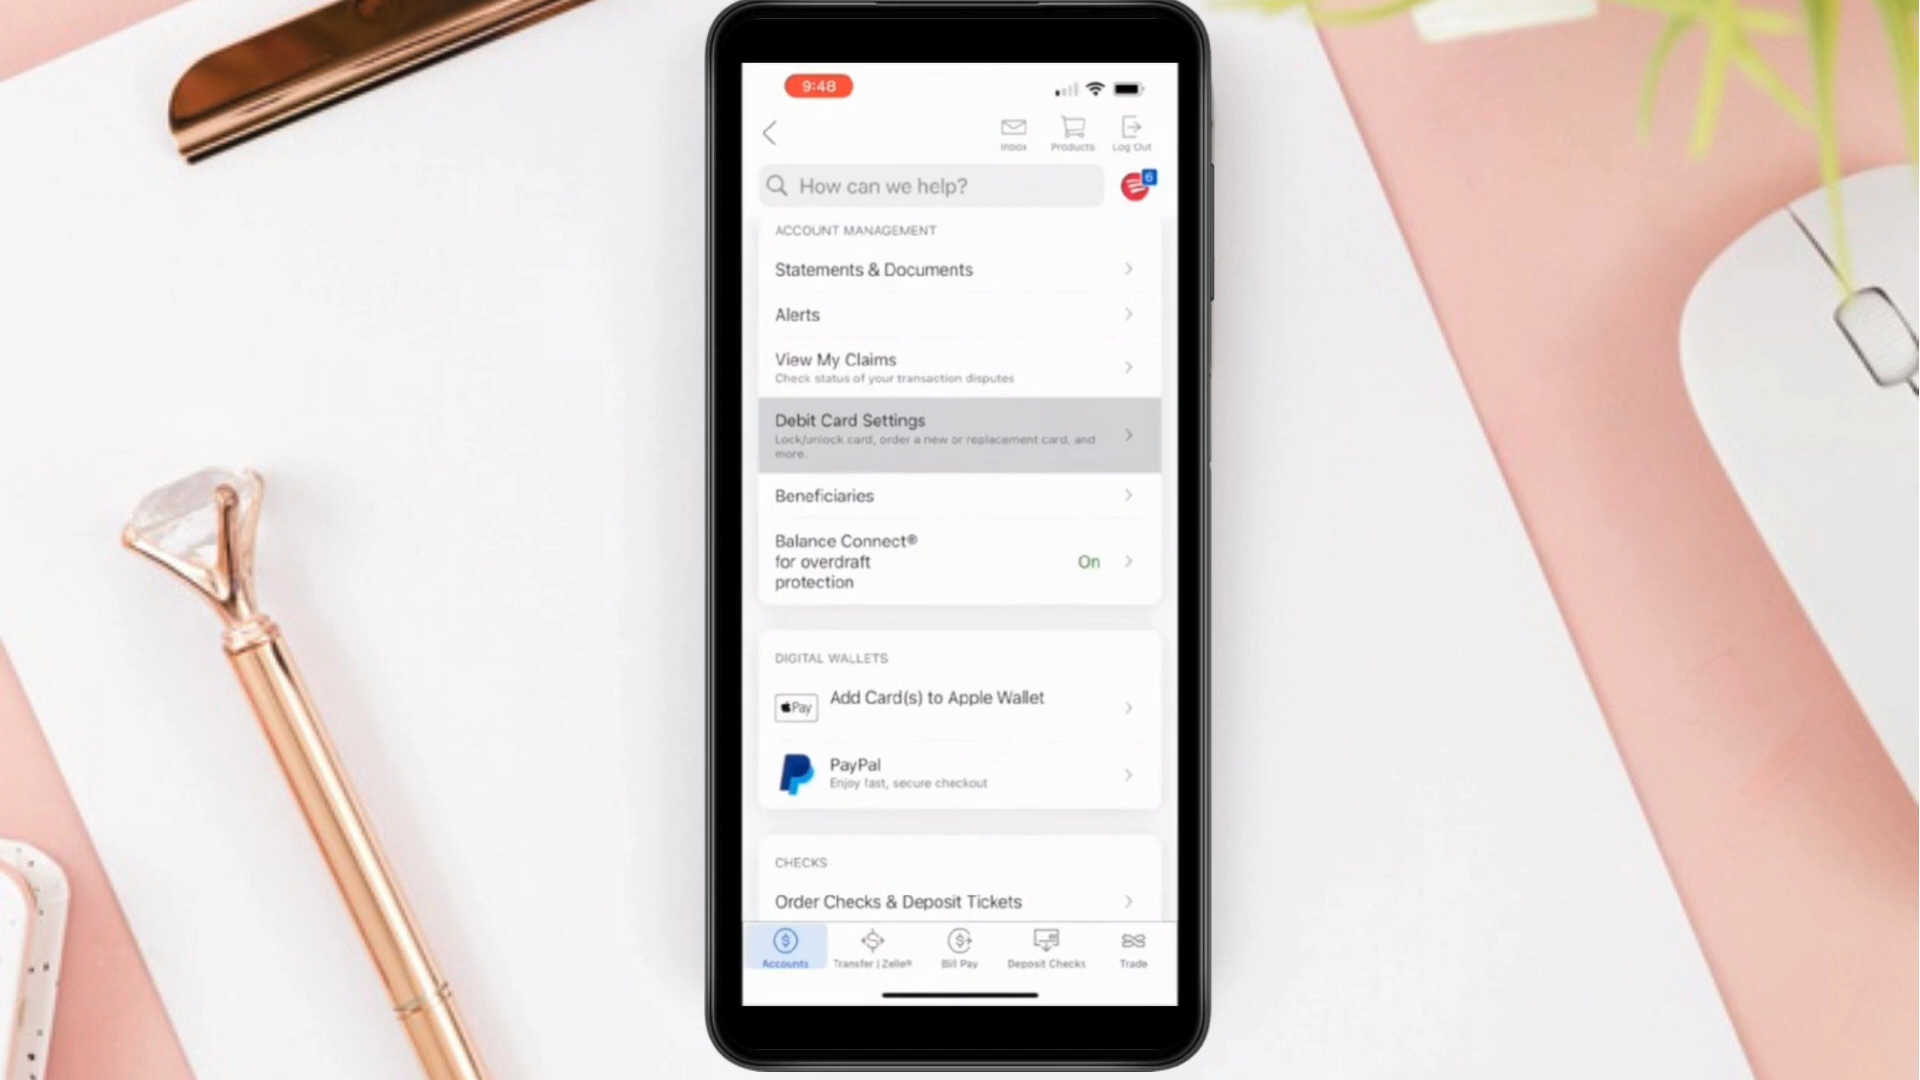 9:48
Inbox
Products
Log Out
How can we help?
6
ACCOUNT MANAGEMENT
Statements & Documents
Alerts
View My Claims
Check status of your transaction disputes
Debit Card Settings
Lock/unlock card, order a new or replacement card, and
more.
Beneficiaries
Balance Connect®
for overdraft
protection
On
DIGITAL WALLETS
Pay
Add Card(s) to Apple Wallet
PayPal
Enjoy fast, secure checkout
CHECKS
Order Checks & Deposit Tickets
Accounts
Transfer | Zelle®
Bill Pay
Deposit Checks
Trade